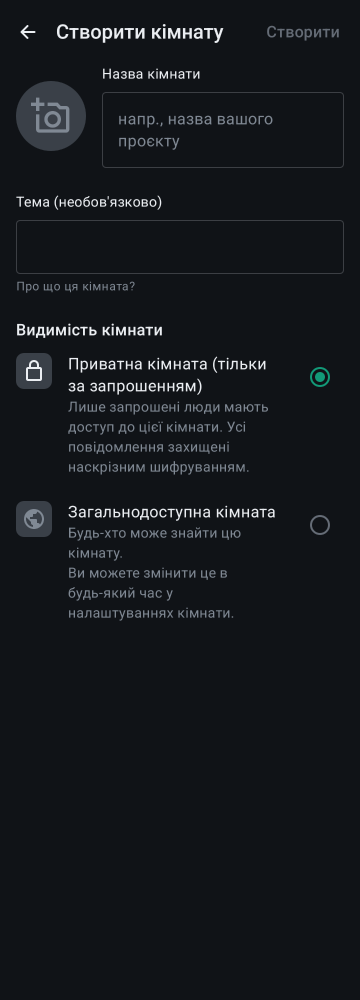 Створити кімнату
Створити
Назва кімнати
напр., назва вашого
проєкту
Тема (необов'язково)
Про що ця кімната?
Видимість кімнати
Приватна кімната (тільки
за запрошенням)
Лише запрошені люди мають
доступ до цієї кімнати. Усі
повідомлення захищені
наскрізним шифруванням.
Загальнодоступна кімната
Будь-хто може знайти цю
кімнату.
Ви можете змінити це в
будь-який час у
налаштуваннях кімнати.